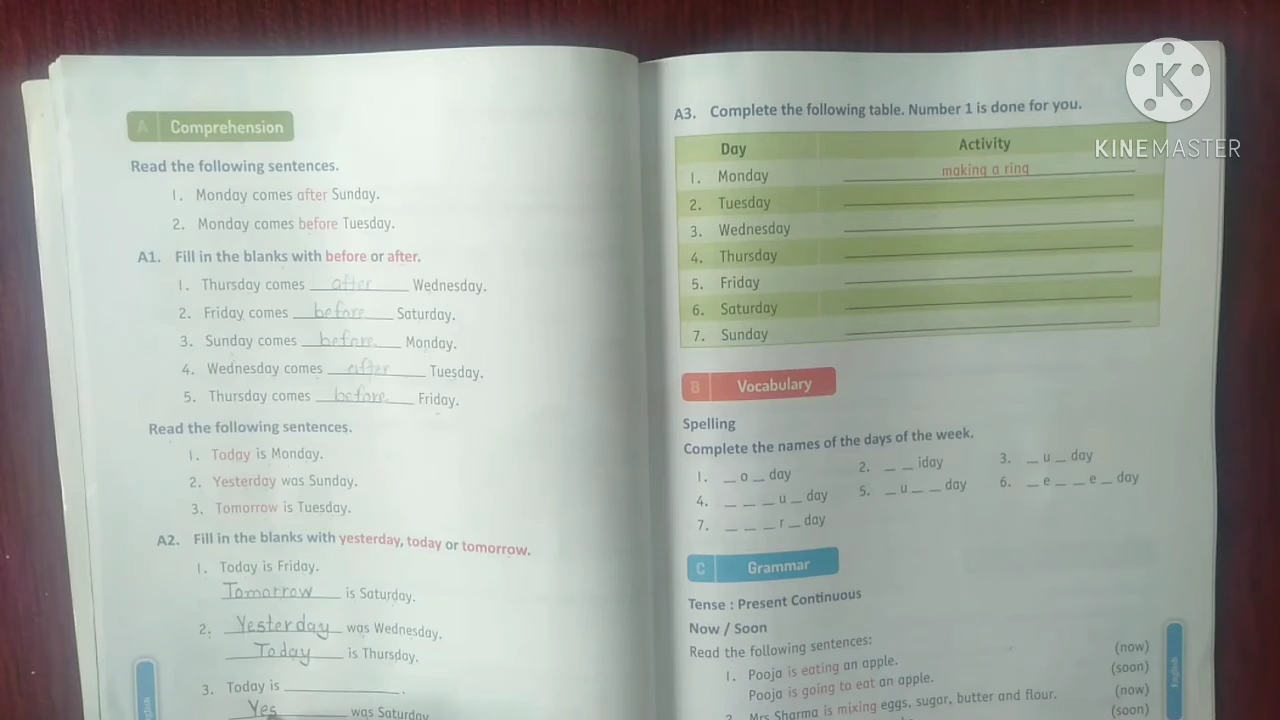 A Comprehension
Read the following sentences.
1. Monday comes after Sunday.
2. Monday comes before Tuesday.
A1. Fill in the blanks with before or after.
1. Thursday comes after Wednesday.
2. Friday comes before Saturday.
3. Sunday comes before Monday.
4. Wednesday comes after Tuesday.
5. Thursday comes before Friday.
Read the following sentences.
1. Today is Monday.
2. Yesterday was Sunday.
3. Tomorrow is Tuesday.
A2. Fill in the blanks with yesterday, today or tomorrow.
1. Today is Friday.
Tomorrow is Saturday.
2. Yesterday was Wednesday.
Today is Thursday.
3. Today is ____________.
Yes was Saturday
A3. Complete the following table. Number 1 is done for you.
Day Activity
1. Monday making a ring
2. Tuesday
3. Wednesday
4. Thursday
5. Friday
6. Saturday
7. Sunday
B Vocabulary
Spelling
Complete the names of the days of the week.
1. _ o _ day 2. _ _ iday 3. _ u _ day
4. _ _ _ u _ day 5. _ u _ _ day 6. _ e _ _ e _ day
7. _ _ _ r _ day
C Grammar
Tense : Present Continuous
Now / Soon
Read the following sentences:
1. Pooja is eating an apple. (now)
Pooja is going to eat an apple. (soon)
2. Mrs Sharma is mixing eggs, sugar, butter and flour. (now)
(soon)
English
K
KINEMASTER